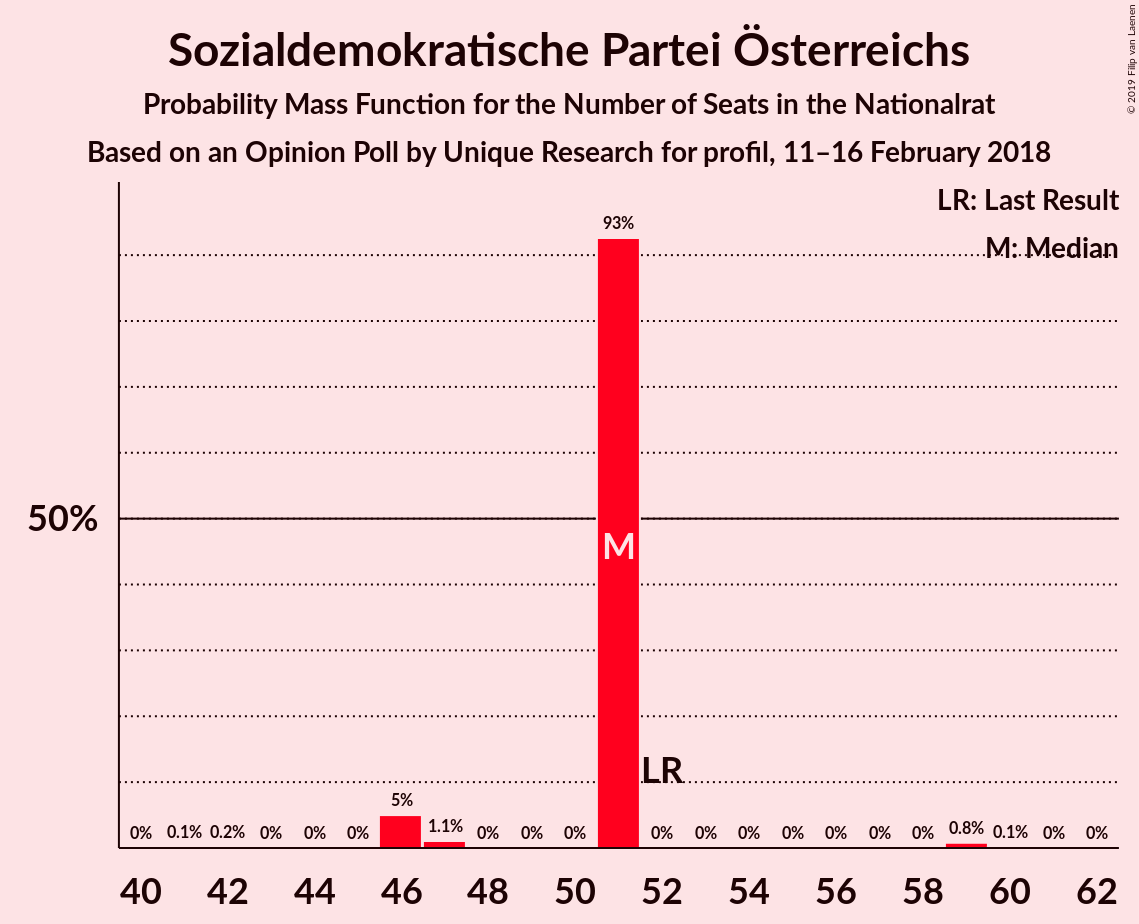 Sozialdemokratische Partei Österreichs
Probability Mass Function for the Number of Seats in the Nationalrat
Based on an Opinion Poll by Unique Research for profil, 11–16 February 2018
© 2019 Filip van Laenen
LR: Last Result
M: Median
93%
50%
M
LR
0% 0.1% 0.2% 0% 0% 0% 5% 1.1% 0% 0% 0% 0% 0% 0% 0% 0% 0% 0% 0.8% 0.1% 0% 0%
40 42 44 46 48 50 52 54 56 58 60 62